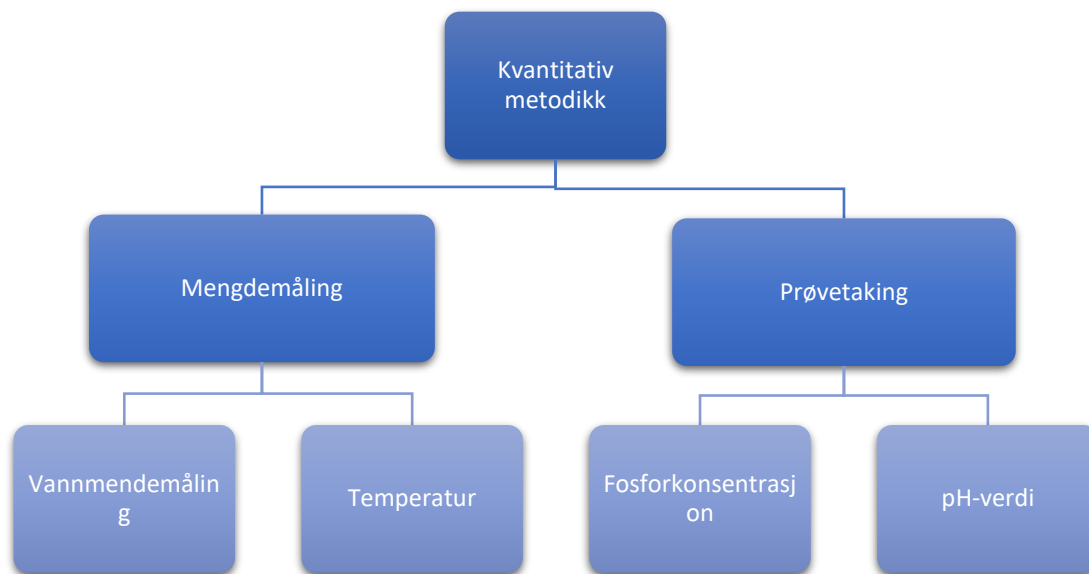 Kvantitativ
metodikk
Mengdemåling
Prøvetaking
Vannmendemålin
g
Temperatur
Fosforkonsentrasj
on
pH-verdi